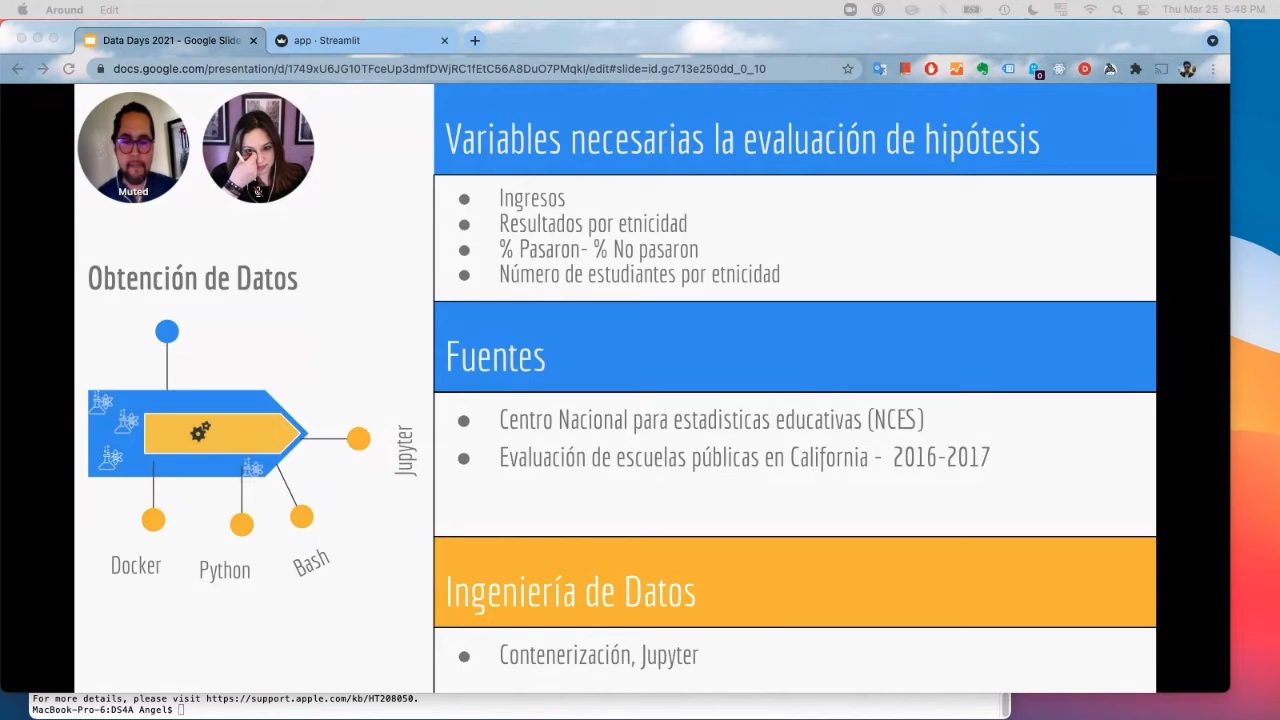 Around Edit
Thu Mar 25 5:48 PM
Data Days 2021 - Google Slide
app · Streamlit
docs.google.com/presentation/d/1749xU6JG10TFceUp3dmfDWjRC1fEtC56A8DuO7PMqkI/edit#slide=id.gc713e250dd_0_10
Muted
Variables necesarias la evaluación de hipótesis
Ingresos
Resultados por etnicidad
% Pasaron- % No pasaron
Número de estudiantes por etnicidad
Obtención de Datos
Jupyter
Docker
Python
Bash
Fuentes
Centro Nacional para estadisticas educativas (NCES)
Evaluación de escuelas públicas en California - 2016-2017
Ingeniería de Datos
Contenerización, Jupyter
For more details, please visit https://support.apple.com/kb/HT208050.
MacBook-Pro-6:DS4A Angel$